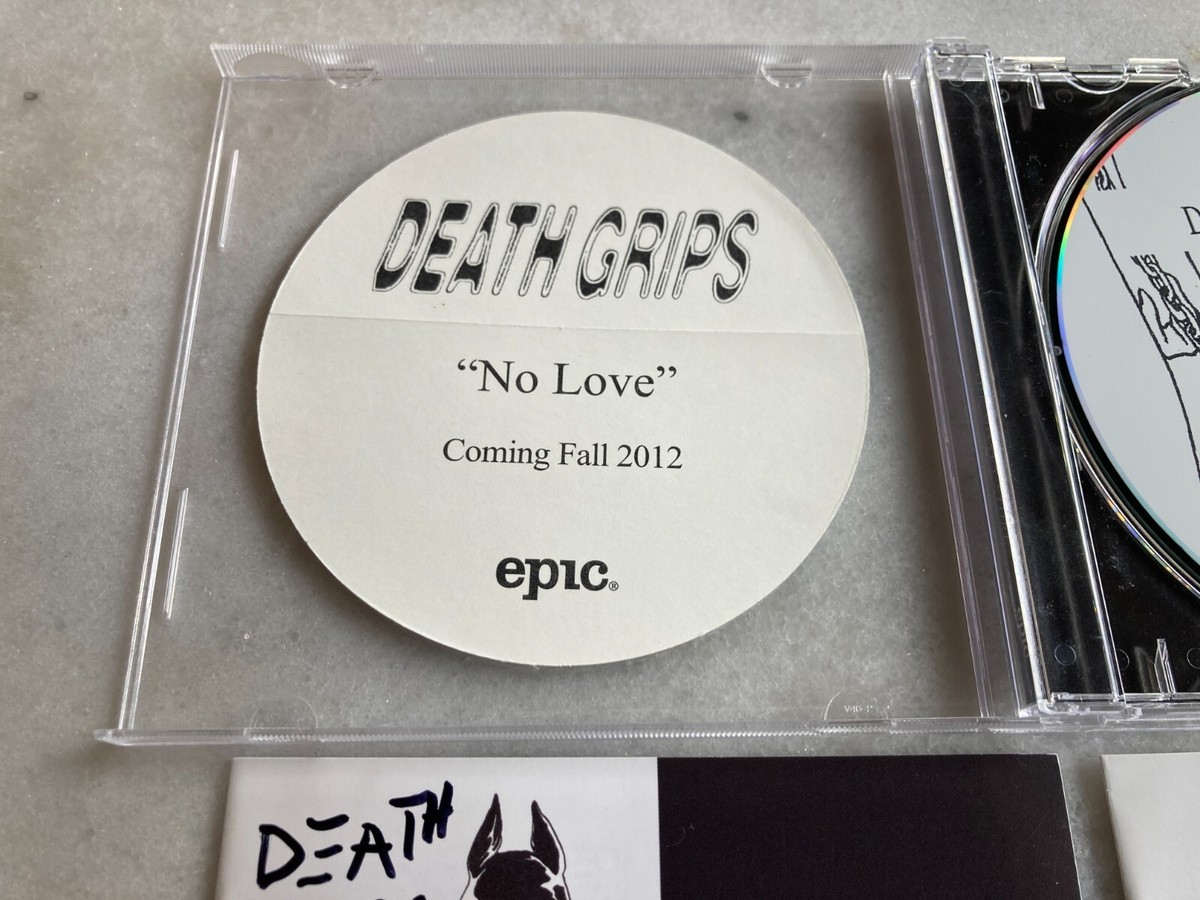 DEATH GRIPS
“No Love”
Coming Fall 2012
epic®
DEATH